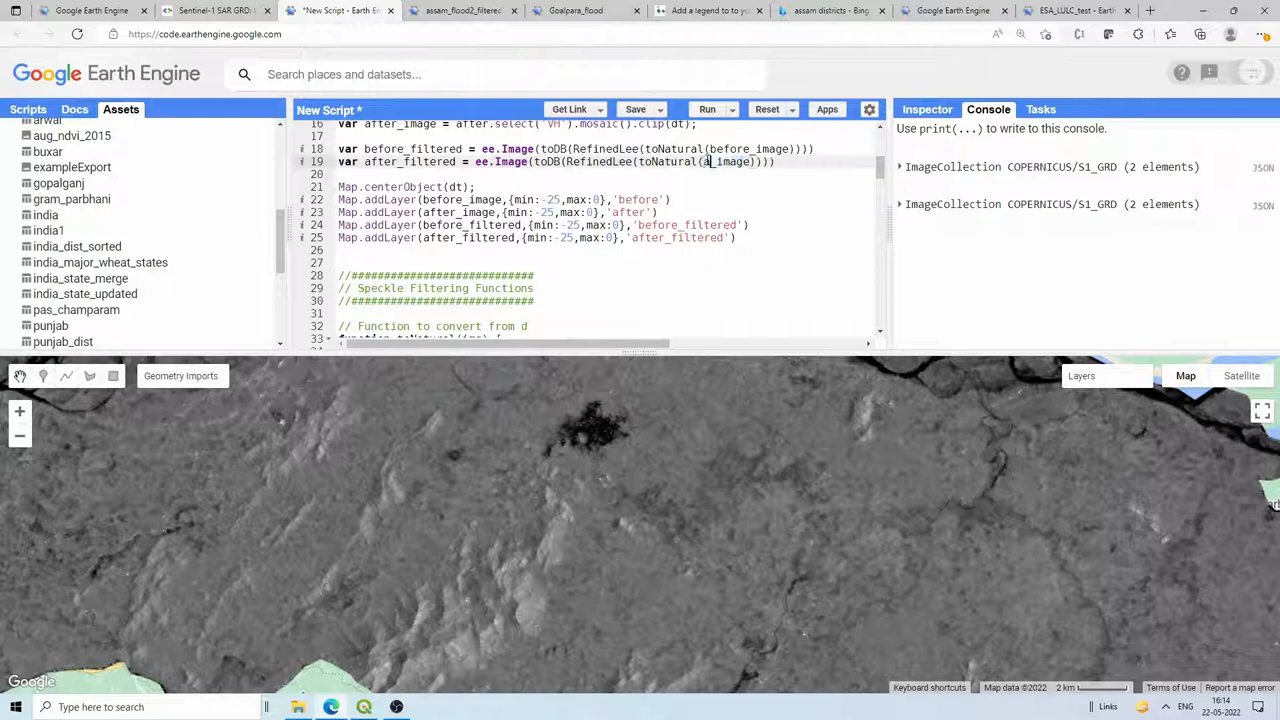 Google Earth Engine
Sentinel-1 SAR GRD: C
*New Script - Earth En
assam_flood2_filtered
Goalpara_flood
Add a legend to to you
assam districts - Bing
Google Earth Engine
ESA_LULC_test - Earth
https://code.earthengine.google.com
Google Earth Engine
Search places and datasets...
Scripts Docs Assets
arwal
aug_ndvi_2015
buxar
exampleExport
gopalganj
gram_parbhani
india
india1
india_dist_sorted
india_major_wheat_states
india_state_merge
india_state_updated
pas_champaram
punjab
punjab_dist
New Script *
Get Link Save Run Reset Apps
16 var after_image = after.select('VH').mosaic().clip(dt);
17
18 var before_filtered = ee.Image(toDB(RefinedLee(toNatural(before_image))))
19 var after_filtered = ee.Image(toDB(RefinedLee(toNatural(a_image))))
20
21 Map.centerObject(dt);
22 Map.addLayer(before_image,{min:-25,max:0},'before')
23 Map.addLayer(after_image,{min:-25,max:0},'after')
24 Map.addLayer(before_filtered,{min:-25,max:0},'before_filtered')
25 Map.addLayer(after_filtered,{min:-25,max:0},'after_filtered')
26
27
28 //############################
29 // Speckle Filtering Functions
30 //############################
31
32 // Function to convert from d
33
Inspector Console Tasks
Use print(...) to write to this console.
ImageCollection COPERNICUS/S1_GRD (2 elements) JSON
ImageCollection COPERNICUS/S1_GRD (2 elements) JSON
Geometry Imports
Layers
Map Satellite
Google
Keyboard shortcuts Map data ©2022 2 km Terms of Use Report a map error
Type here to search
Links
ENG
16:14
22-05-2022